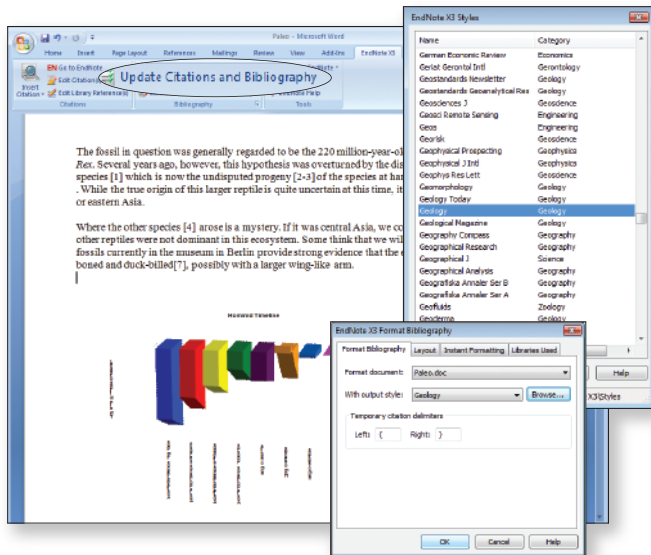 Paleo - Microsoft Word
Home Insert Page Layout References Mailings Review View Add-Ins EndNote X3
Insert Citation
EN Go to EndNote
Edit Citation(s)
Edit Library Reference(s)
Citations
Update Citations and Bibliography
Bibliography
Help
Tools
The fossil in question was generally regarded to be the 220 million-year-ol
Rex. Several years ago, however, this hypothesis was overturned by the dis
species [1] which is now the undisputed progeny [2-3] of the species at har
. While the true origin of this larger reptile is quite uncertain at this time, it
or eastern Asia.
Where the other species [4] arose is a mystery. If it was central Asia, we co
other reptiles were not dominant in this ecosystem. Some think that we wil
fossils currently in the museum in Berlin provide strong evidence that the e
boned and duck-billed[7], possibly with a larger wing-like arm.
Timeline
EndNote X3 Styles
Name Category
German Economic Review Economics
Geriat Gerontol Intl Gerontology
Geostandards Newsletter Geology
Geostandards Geoanalytical Res Geology
Geosciences J Geoscience
Geosci Remote Sensing Engineering
Geos Engineering
Georisk Geoscience
Geophysical Prospecting Geophysics
Geophysical J Intl Geophysics
Geophys Res Lett Geoscience
Geomorphology Geology
Geology Today Geology
Geology Geology
Geological Magazine Geology
Geography Compass Geography
Geographical Research Geography
Geographical J Science
Geographical Analysis Geography
Geografiska Annaler Ser B Geography
Geografiska Annaler Ser A Geography
Geofluids Zoology
Geoderma Geology
Help
X3\Styles
EndNote X3 Format Bibliography
Format Bibliography Layout Instant Formatting Libraries Used
Format document: Paleo.doc
With output style: Geology Browse...
Temporary citation delimiters
Left: { Right: }
OK Cancel Help